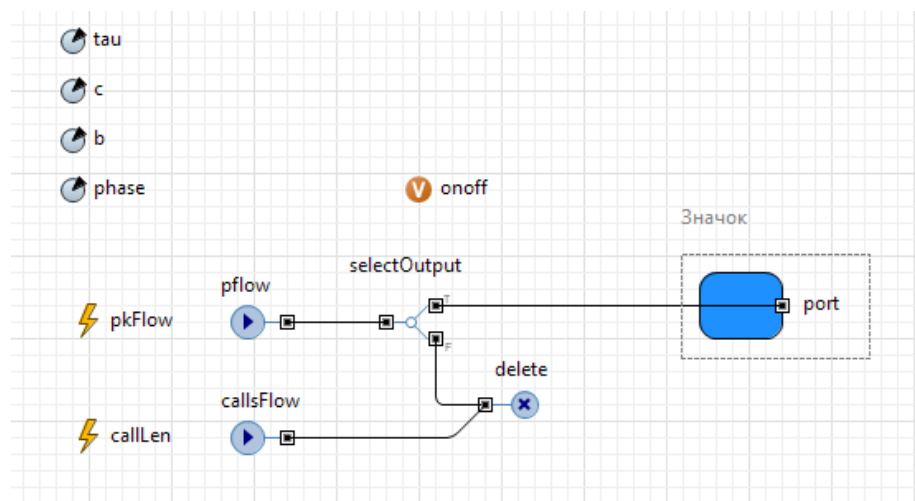 tau
c
b
phase
V onoff
Значок
selectOutput
pflow
T
port
pkFlow
F
delete
callsFlow
callLen